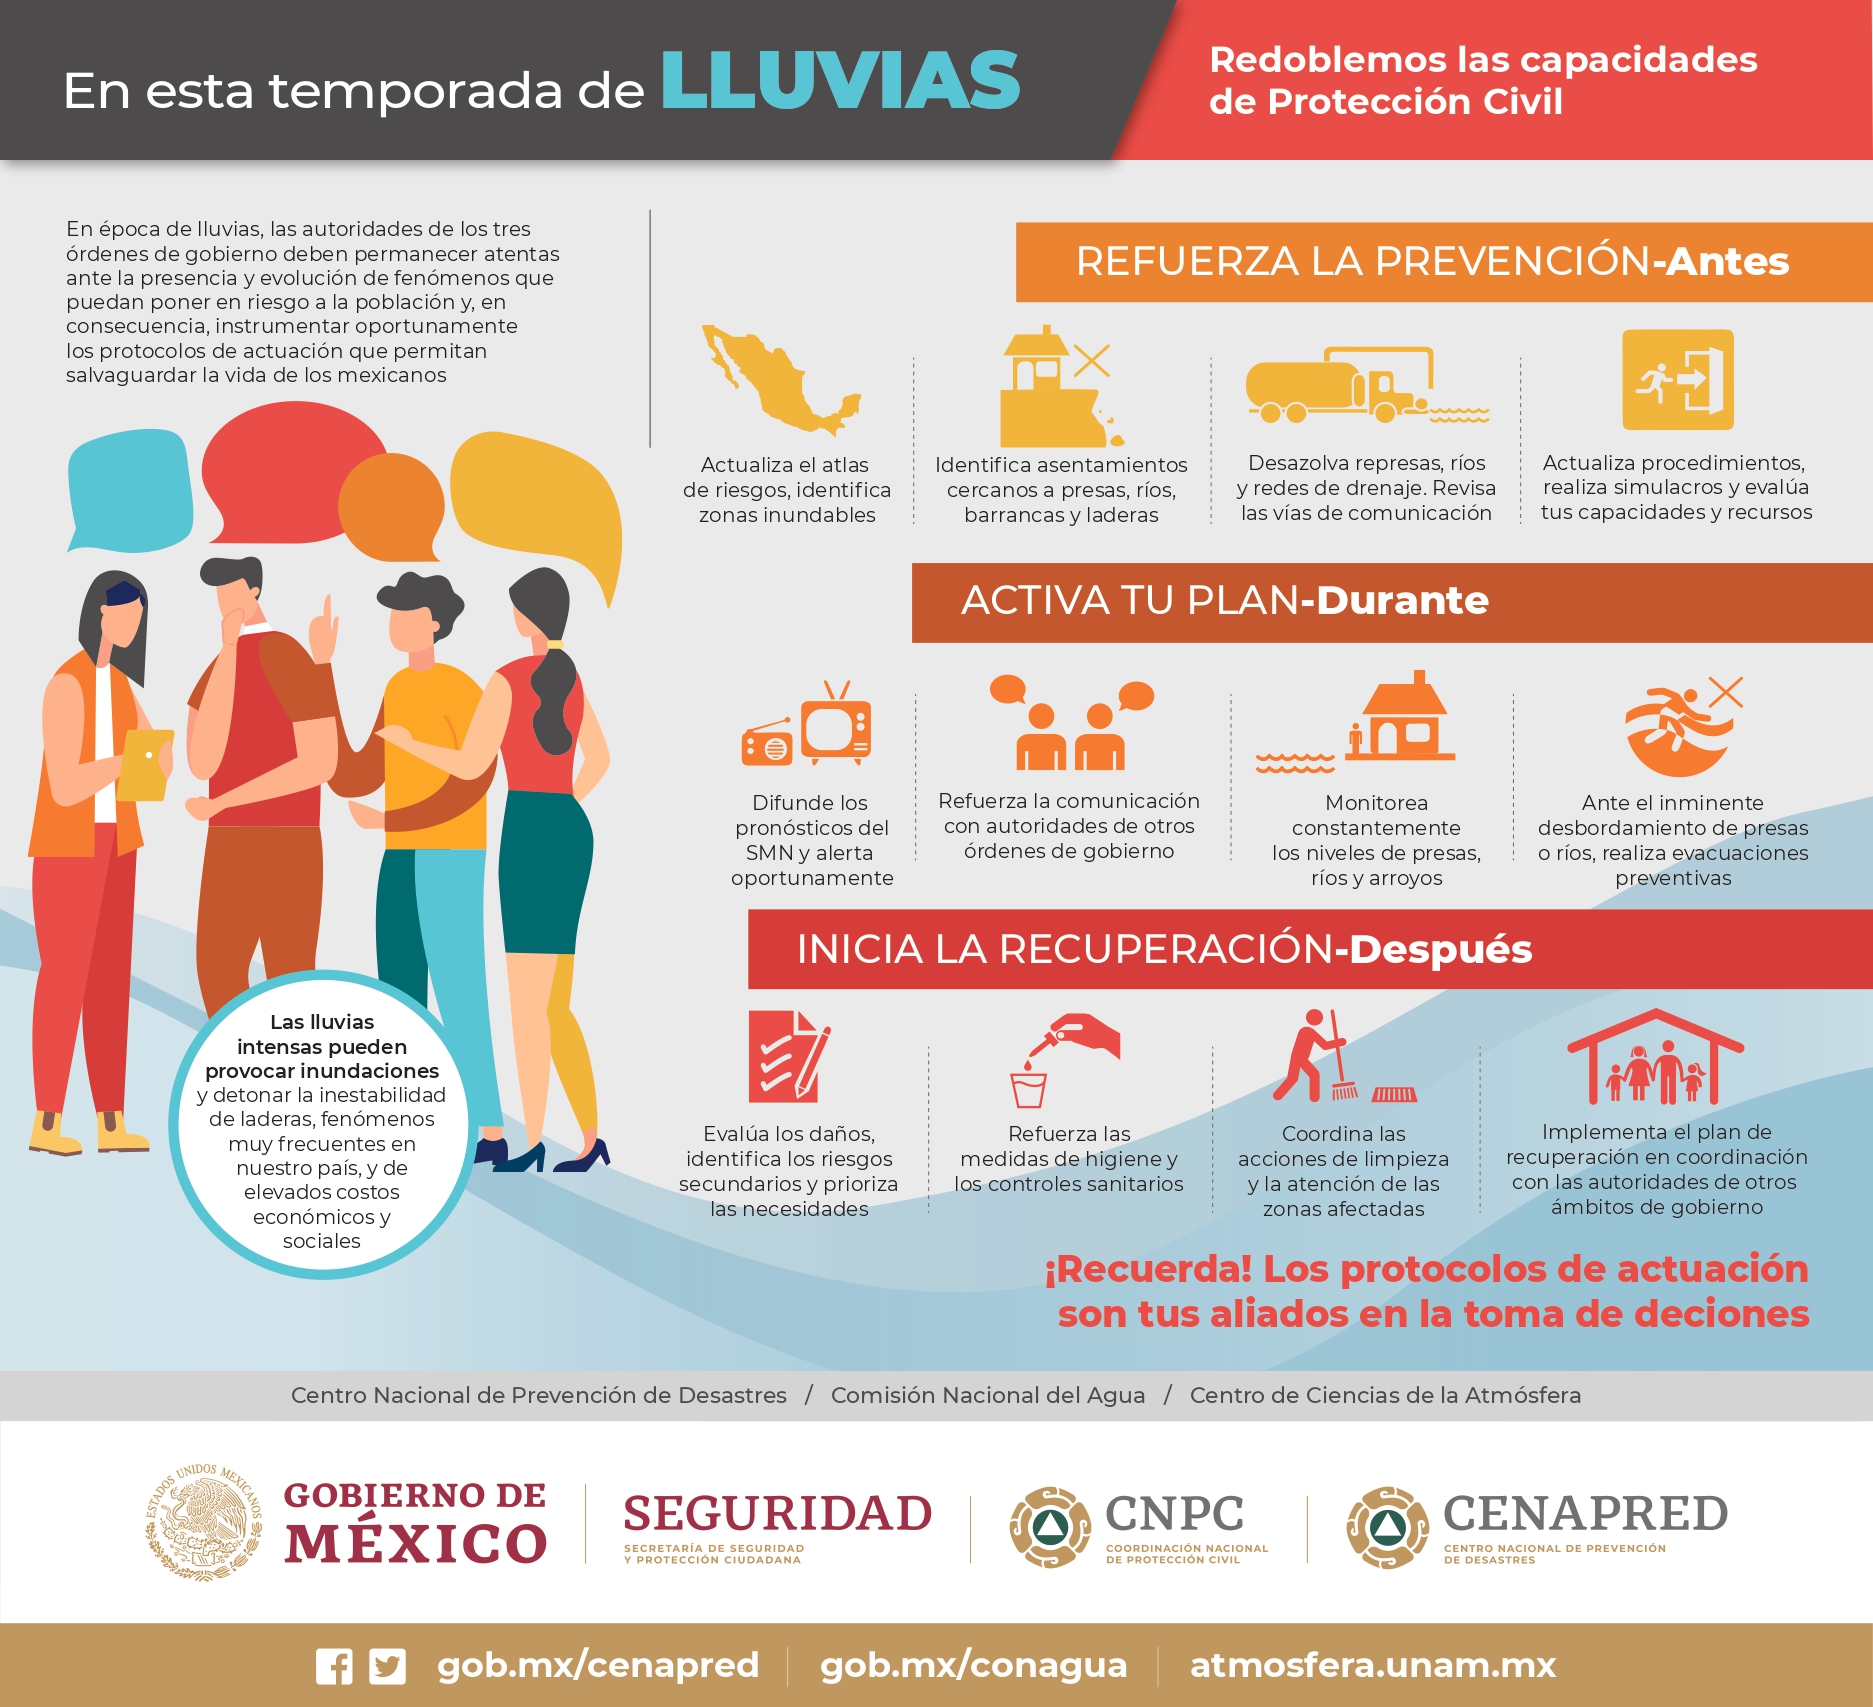 En esta temporada de LLUVIAS
Redoblemos las capacidades
de Protección Civil
En época de lluvias, las autoridades de los tres
órdenes de gobierno deben permanecer atentas
ante la presencia y evolución de fenómenos que
puedan poner en riesgo a la población y, en
consecuencia, instrumentar oportunamente
los protocolos de actuación que permitan
salvaguardar la vida de los mexicanos
REFUERZA LA PREVENCIÓN-Antes
Actualiza el atlas
de riesgos, identifica
zonas inundables
Identifica asentamientos
cercanos a presas, ríos,
barrancas y laderas
Desazolva represas, ríos
y redes de drenaje. Revisa
las vías de comunicación
Actualiza procedimientos,
realiza simulacros y evalúa
tus capacidades y recursos
ACTIVA TU PLAN-Durante
Difunde los
pronósticos del
SMN y alerta
oportunamente
Refuerza la comunicación
con autoridades de otros
órdenes de gobierno
Monitorea
constantemente
los niveles de presas,
ríos y arroyos
Ante el inminente
desbordamiento de presas
o ríos, realiza evacuaciones
preventivas
INICIA LA RECUPERACIÓN-Después
Evalúa los daños,
identifica los riesgos
secundarios y prioriza
las necesidades
Refuerza las
medidas de higiene y
los controles sanitarios
Coordina las
acciones de limpieza
y la atención de las
zonas afectadas
Implementa el plan de
recuperación en coordinación
con las autoridades de otros
ámbitos de gobierno
Las lluvias
intensas pueden
provocar inundaciones
y detonar la inestabilidad
de laderas, fenómenos
muy frecuentes en
nuestro país, y de
elevados costos
económicos y
sociales
¡Recuerda! Los protocolos de actuación
son tus aliados en la toma de deciones
Centro Nacional de Prevención de Desastres / Comisión Nacional del Agua / Centro de Ciencias de la Atmósfera
ESTADOS UNIDOS MEXICANOS
GOBIERNO DE
MÉXICO
SEGURIDAD
SECRETARÍA DE SEGURIDAD
Y PROTECCIÓN CIUDADANA
CNPC
COORDINACIÓN NACIONAL
DE PROTECCIÓN CIVIL
CENAPRED
CENTRO NACIONAL DE PREVENCIÓN
DE DESASTRES
gob.mx/cenapred
gob.mx/conagua
atmosfera.unam.mx